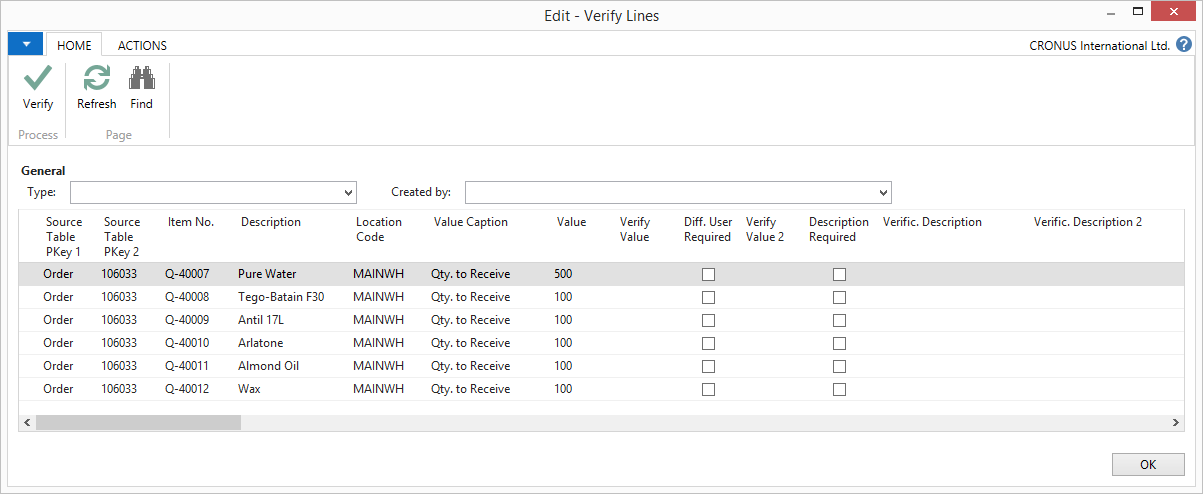 Edit - Verify Lines
HOME ACTIONS CRONUS International Ltd. ?
Verify Refresh Find
Process Page
General
Type: Created by:
Source Table PKey 1 Source Table PKey 2 Item No. Description Location Code Value Caption Value Verify Value Diff. User Required Verify Value 2 Description Required Verific. Description Verific. Description 2
Order 106033 Q-40007 Pure Water MAINWH Qty. to Receive 500
Order 106033 Q-40008 Tego-Batain F30 MAINWH Qty. to Receive 100
Order 106033 Q-40009 Antil 17L MAINWH Qty. to Receive 100
Order 106033 Q-40010 Arlatone MAINWH Qty. to Receive 100
Order 106033 Q-40011 Almond Oil MAINWH Qty. to Receive 100
Order 106033 Q-40012 Wax MAINWH Qty. to Receive 100
OK